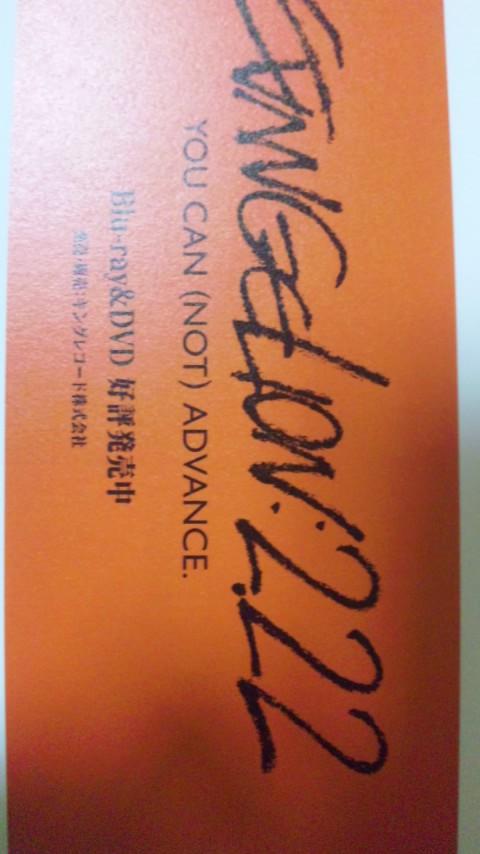 VANGELION:2.22
YOU CAN (NOT) ADVANCE.
Blu-ray&DVD 好評発売中
発売・販売:キングレコード株式会社